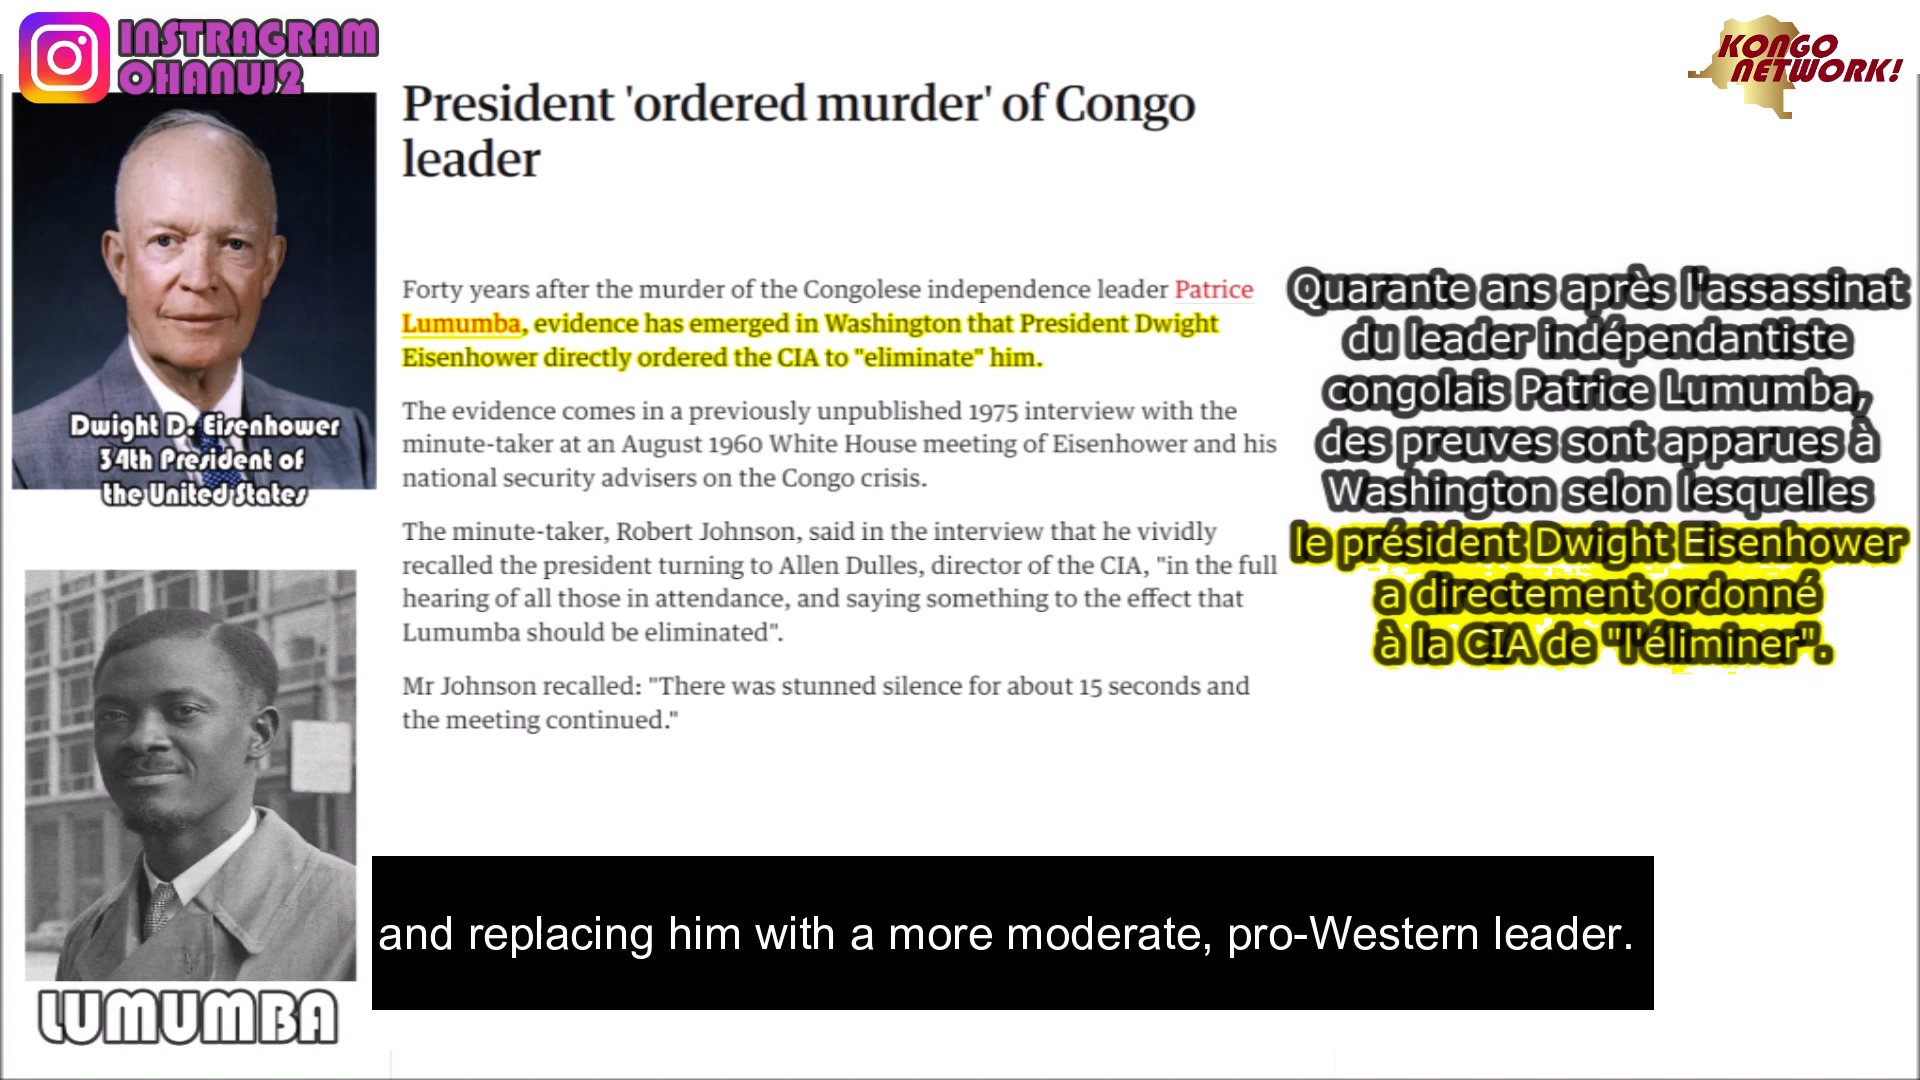 INSTRAGRAM
OHANUJ2
KONGO
NETWORK!
President 'ordered murder' of Congo
leader
Dwight D. Eisenhower
34th President of
the United States
Forty years after the murder of the Congolese independence leader Patrice
Lumumba, evidence has emerged in Washington that President Dwight
Eisenhower directly ordered the CIA to "eliminate" him.
The evidence comes in a previously unpublished 1975 interview with the
minute-taker at an August 1960 White House meeting of Eisenhower and his
national security advisers on the Congo crisis.
The minute-taker, Robert Johnson, said in the interview that he vividly
recalled the president turning to Allen Dulles, director of the CIA, "in the full
hearing of all those in attendance, and saying something to the effect that
Lumumba should be eliminated".
Mr Johnson recalled: "There was stunned silence for about 15 seconds and
the meeting continued."
Quarante ans après l'assassinat
du leader indépendantiste
congolais Patrice Lumumba,
des preuves sont apparues à
Washington selon lesquelles
le président Dwight Eisenhower
a directement ordonné
à la CIA de "l'éliminer".
LUMUMBA
and replacing him with a more moderate, pro-Western leader.